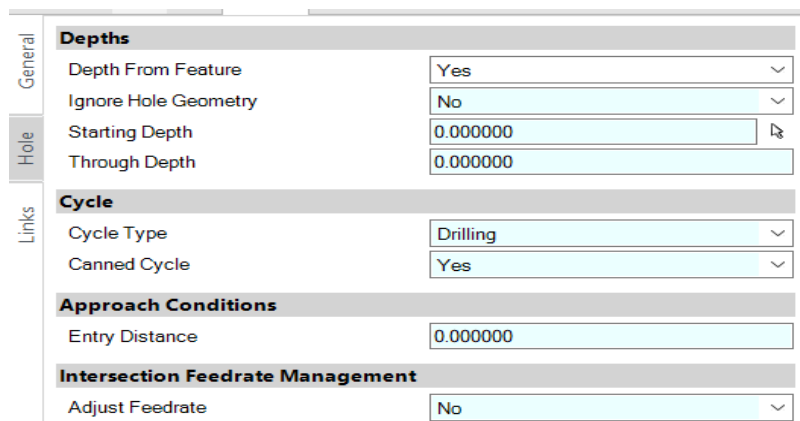 General
Hole
Links
Depths
Depth From Feature Yes
Ignore Hole Geometry No
Starting Depth 0.000000
Through Depth 0.000000
Cycle
Cycle Type Drilling
Canned Cycle Yes
Approach Conditions
Entry Distance 0.000000
Intersection Feedrate Management
Adjust Feedrate No